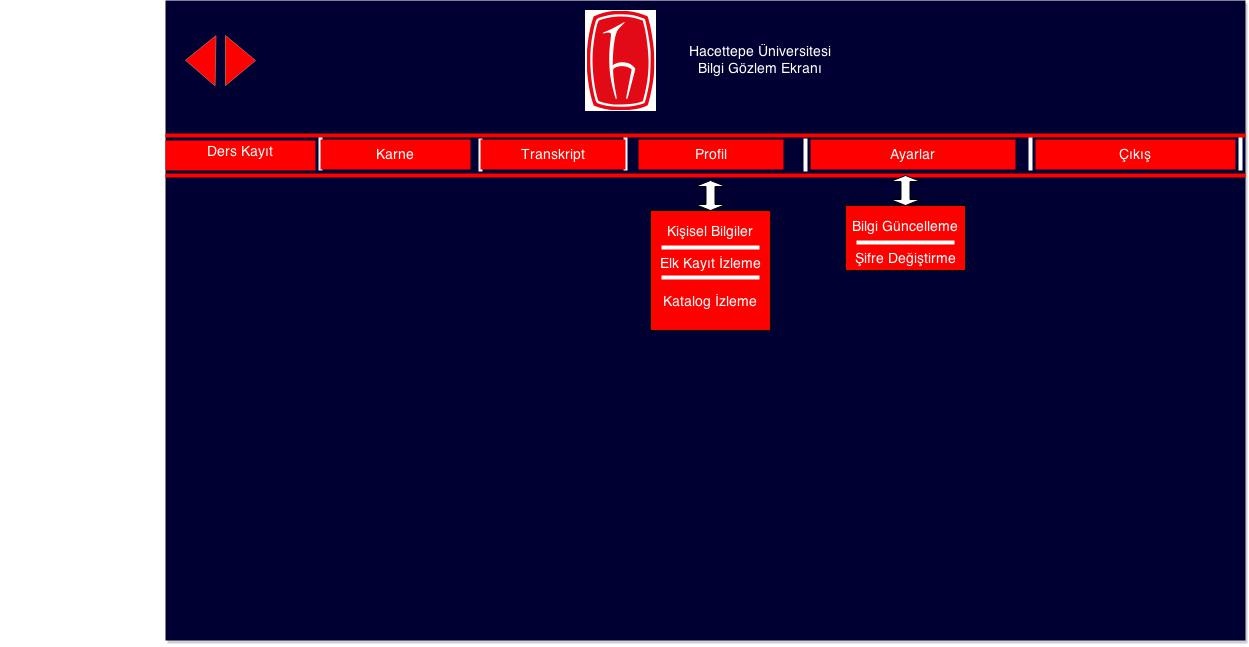 Hacettepe Üniversitesi
Bilgi Gözlem Ekranı
Ders Kayıt
Karne
Transkript
Profil
Ayarlar
Çıkış
Kişisel Bilgiler
Elk Kayıt İzleme
Katalog İzleme
Bilgi Güncelleme
Şifre Değiştirme